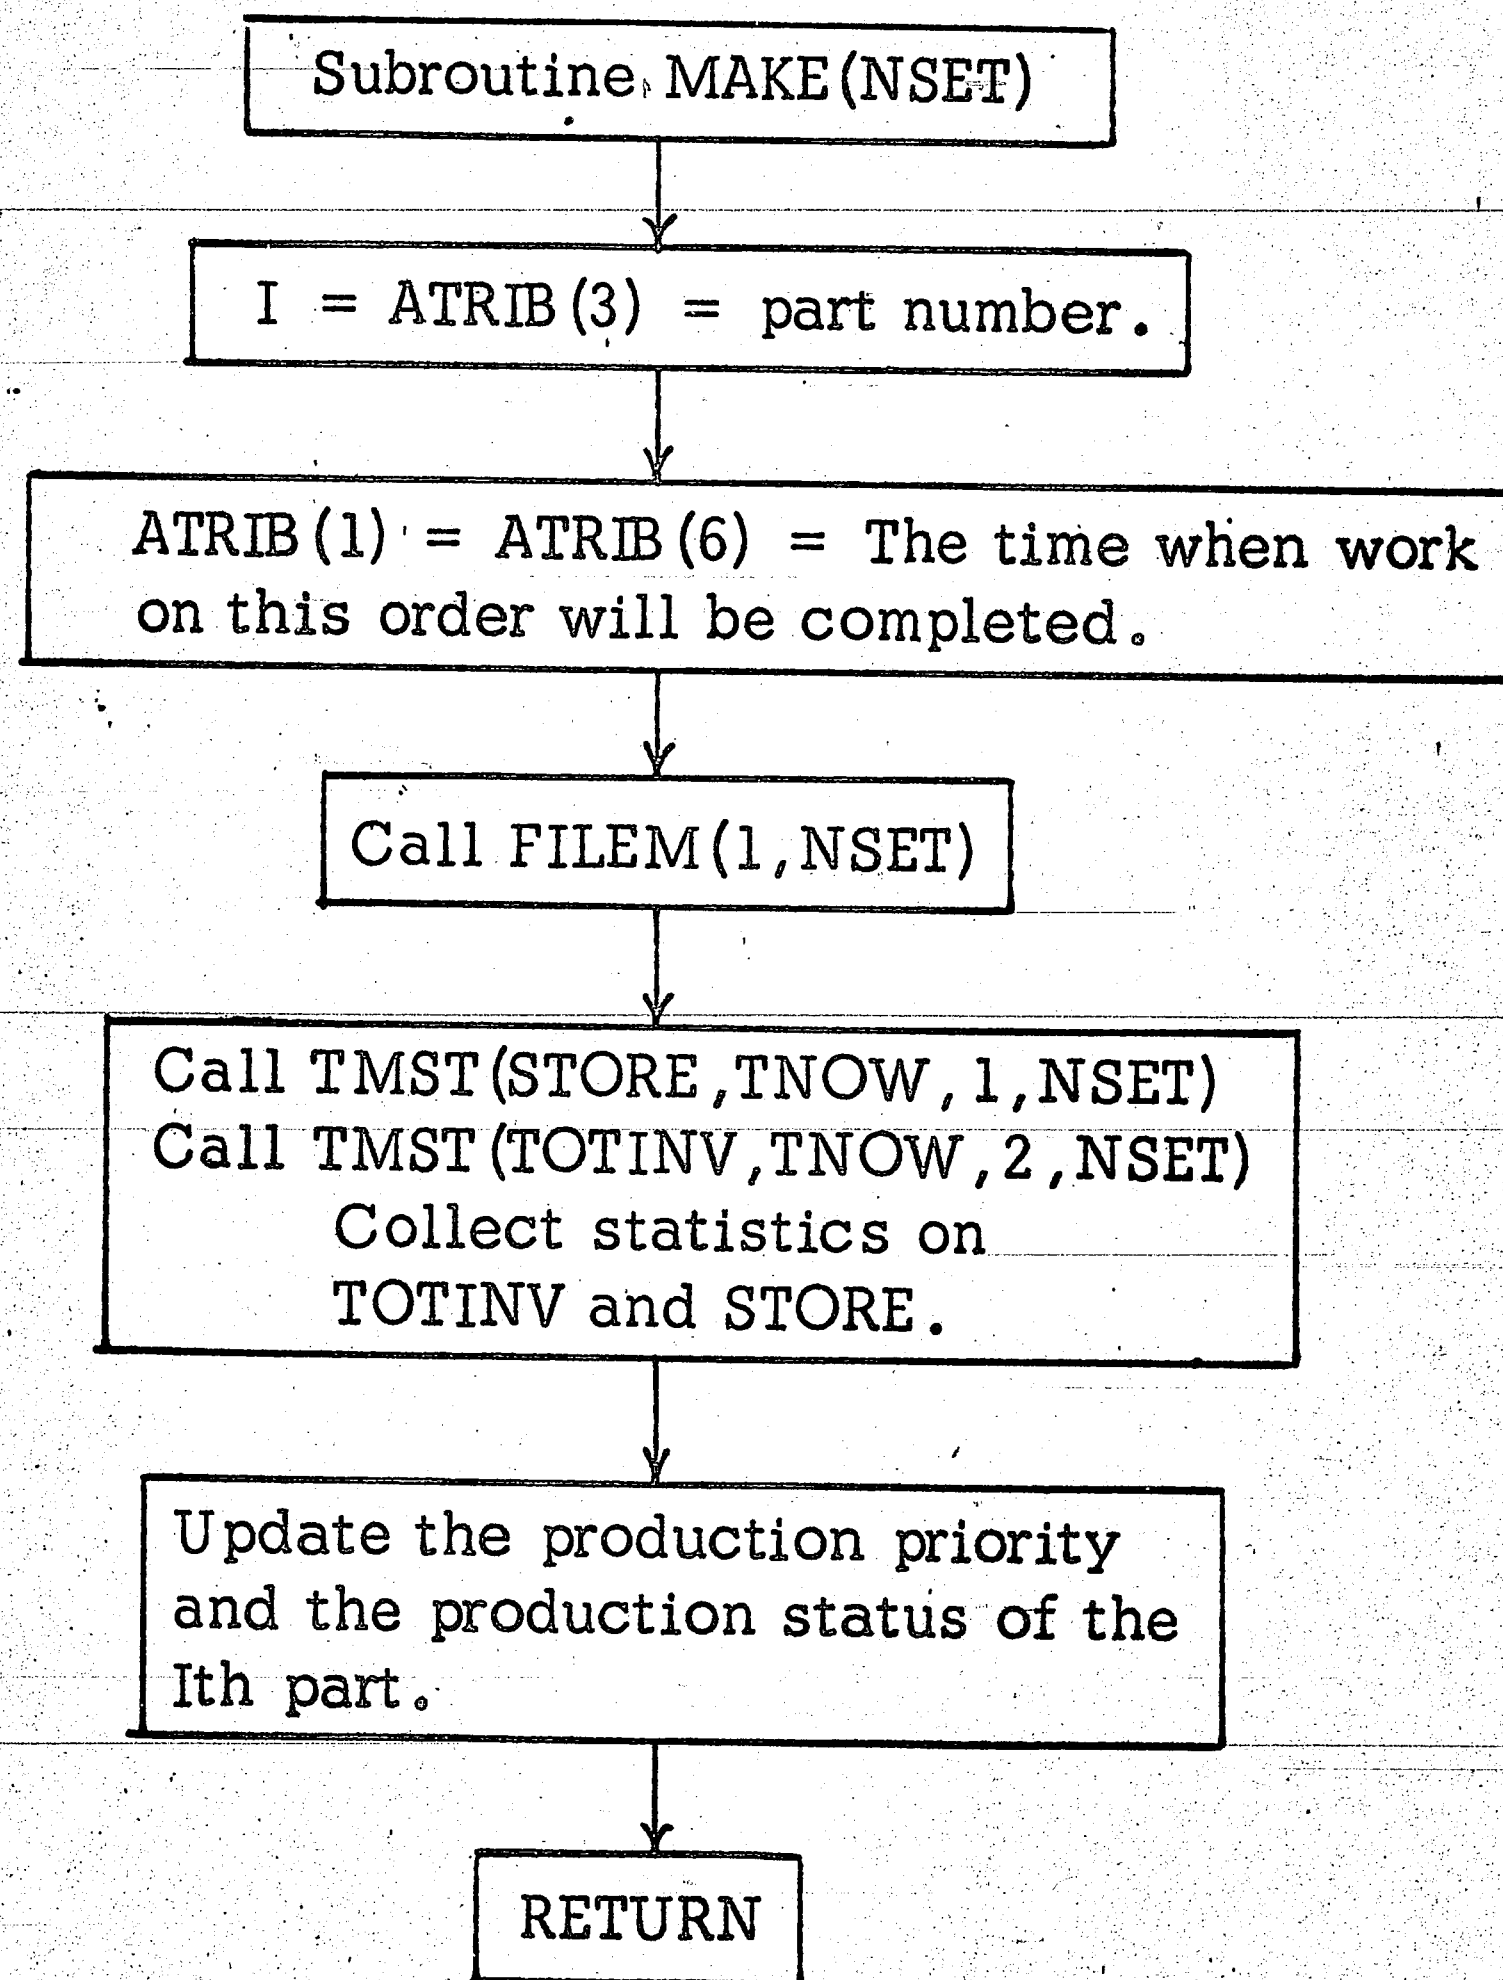 Subroutine MAKE(NSET)
I = ATRIB(3) = part number.
ATRIB(1) = ATRIB(6) = The time when work
on this order will be completed.
Call FILEM(1,NSET)
Call TMST(STORE,TNOW,1,NSET)
Call TMST(TOTINV,TNOW,2,NSET)
Collect statistics on
TOTINV and STORE.
Update the production priority
and the production status of the
Ith part.
RETURN